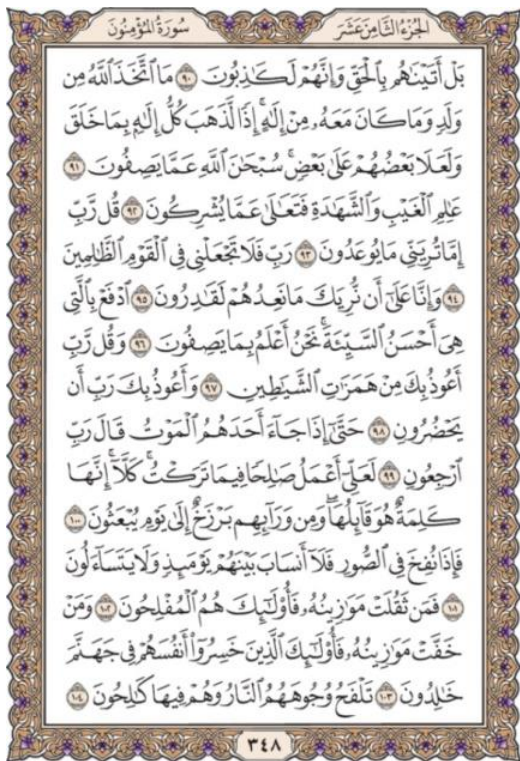 الجزء الثامن عشر
سورة المؤمنون
بَلْ أَتَيْنَٰهُم بِٱلْحَقِّ وَإِنَّهُمْ لَكَٰذِبُونَ ٩٠ مَا ٱتَّخَذَ ٱللَّهُ مِن
وَلَدٍ وَمَا كَانَ مَعَهُۥ مِنْ إِلَٰهٍ ۚ إِذًا لَّذَهَبَ كُلُّ إِلَٰهٍۭ بِمَا خَلَقَ
وَلَعَلَا بَعْضُهُمْ عَلَىٰ بَعْضٍ ۚ سُبْحَٰنَ ٱللَّهِ عَمَّا يَصِفُونَ ٩١
عَٰلِمِ ٱلْغَيْبِ وَٱلشَّهَٰدَةِ فَتَعَٰلَىٰ عَمَّا يُشْرِكُونَ ٩٢ قُل رَّبِّ
إِمَّا تُرِيَنِّي مَا يُوعَدُونَ ٩٣ رَبِّ فَلَا تَجْعَلْنِي فِي ٱلْقَوْمِ ٱلظَّٰلِمِينَ
٩٤ وَإِنَّا عَلَىٰٓ أَن نُّرِيَكَ مَا نَعِدُهُمْ لَقَٰدِرُونَ ٩٥ ٱدْفَعْ بِٱلَّتِي
هِيَ أَحْسَنُ ٱلسَّيِّئَةَ ۚ نَحْنُ أَعْلَمُ بِمَا يَصِفُونَ ٩٦ وَقُل رَّبِّ
أَعُوذُ بِكَ مِنْ هَمَزَٰتِ ٱلشَّيَٰطِينِ ٩٧ وَأَعُوذُ بِكَ رَبِّ أَن
يَحْضُرُونِ ٩٨ حَتَّىٰٓ إِذَا جَآءَ أَحَدَهُمُ ٱلْمَوْتُ قَالَ رَبِّ
ٱرْجِعُونِ ٩٩ لَعَلِّيٓ أَعْمَلُ صَٰلِحًا فِيمَا تَرَكْتُ ۚ كَلَّآ ۚ إِنَّهَا
كَلِمَةٌ هُوَ قَآئِلُهَا ۖ وَمِن وَرَآئِهِم بَرْزَخٌ إِلَىٰ يَوْمِ يُبْعَثُونَ ١٠٠
فَإِذَا نُفِخَ فِي ٱلصُّورِ فَلَآ أَنسَابَ بَيْنَهُمْ يَوْمَئِذٍ وَلَا يَتَسَآءَلُونَ
١٠١ فَمَن ثَقُلَتْ مَوَٰزِينُهُۥ فَأُو۟لَٰٓئِكَ هُمُ ٱلْمُفْلِحُونَ ١٠٢ وَمَنْ
خَفَّتْ مَوَٰزِينُهُۥ فَأُو۟لَٰٓئِكَ ٱلَّذِينَ خَسِرُوٓا۟ أَنفُسَهُمْ فِي جَهَنَّمَ
خَٰلِدُونَ ١٠٣ تَلْفَحُ وُجُوهَهُمُ ٱلنَّارُ وَهُمْ فِيهَا كَٰلِحُونَ ١٠٤
٣٤٨